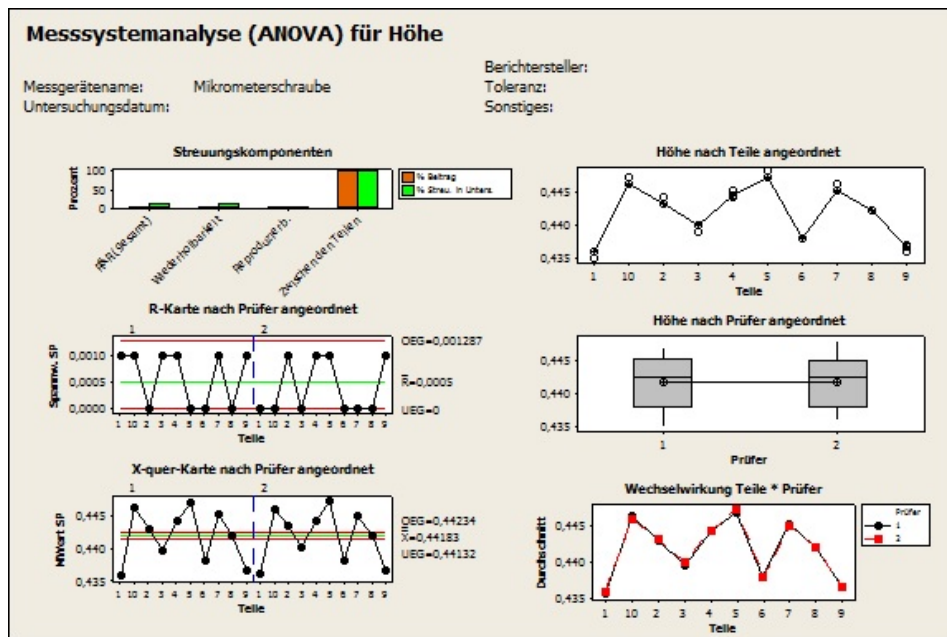 Messsystemanalyse (ANOVA) für Höhe
Messgerätename: Mikrometerschraube
Untersuchungsdatum:
Berichtersteller:
Toleranz:
Sonstiges:
Streuungskomponenten
Prozent
100
50
0
% Beitrag
% Streu. in Unters.
R&R (Gesamt)
Wiederholbarkeit
Reproduzierb.
Zwischen den Teilen
R-Karte nach Prüfer angeordnet
1 2
Spannw. SP
0,0010
0,0005
0,0000
OEG=0,001287
R̅=0,0005
UEG=0
1 10 2 3 4 5 6 7 8 9 1 10 2 3 4 5 6 7 8 9
Teile
X-quer-Karte nach Prüfer angeordnet
1 2
MWert SP
0,445
0,440
0,435
OEG=0,44234
X̿=0,44183
UEG=0,44132
1 10 2 3 4 5 6 7 8 9 1 10 2 3 4 5 6 7 8 9
Teile
Höhe nach Teile angeordnet
0,445
0,440
0,435
1 10 2 3 4 5 6 7 8 9
Teile
Höhe nach Prüfer angeordnet
0,445
0,440
0,435
1 2
Prüfer
Wechselwirkung Teile * Prüfer
Durchschnitt
0,445
0,440
0,435
1 10 2 3 4 5 6 7 8 9
Teile
Prüfer
1
2